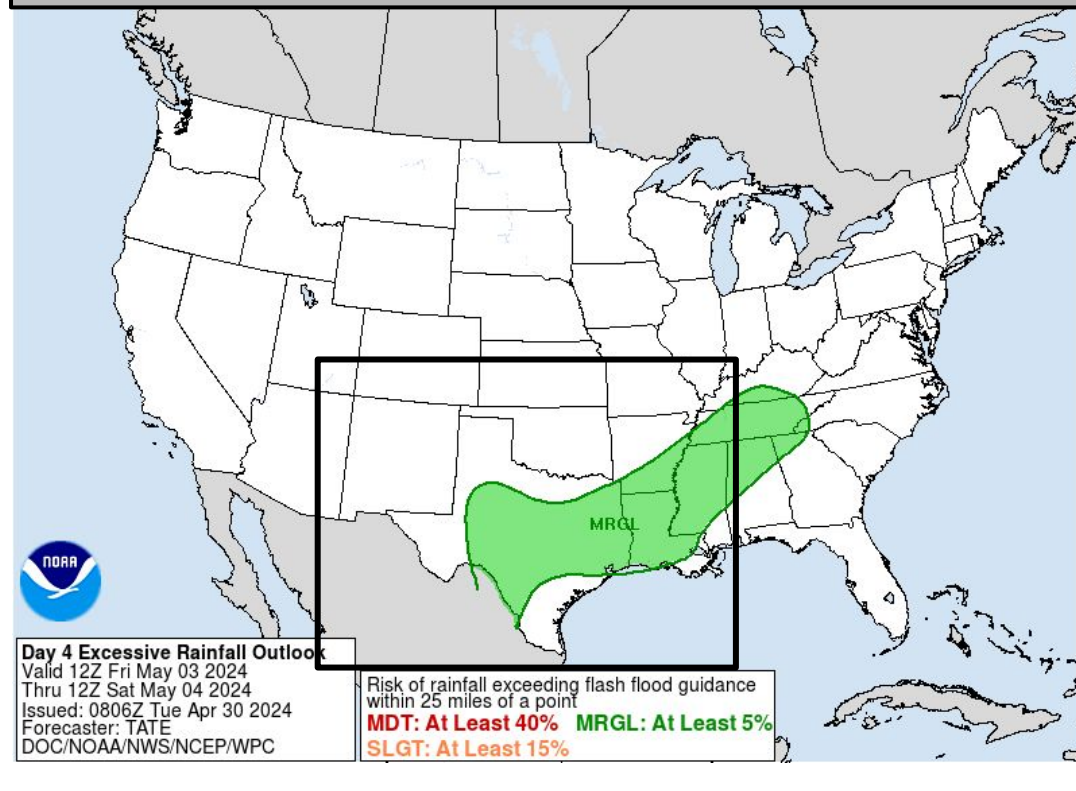 MRGL
NOAA
Day 4 Excessive Rainfall Outlook
Valid 12Z Fri May 03 2024
Thru 12Z Sat May 04 2024
Issued: 0806Z Tue Apr 30 2024
Forecaster: TATE
DOC/NOAA/NWS/NCEP/WPC
Risk of rainfall exceeding flash flood guidance
within 25 miles of a point
MDT: At Least 40% MRGL: At Least 5%
SLGT: At Least 15%